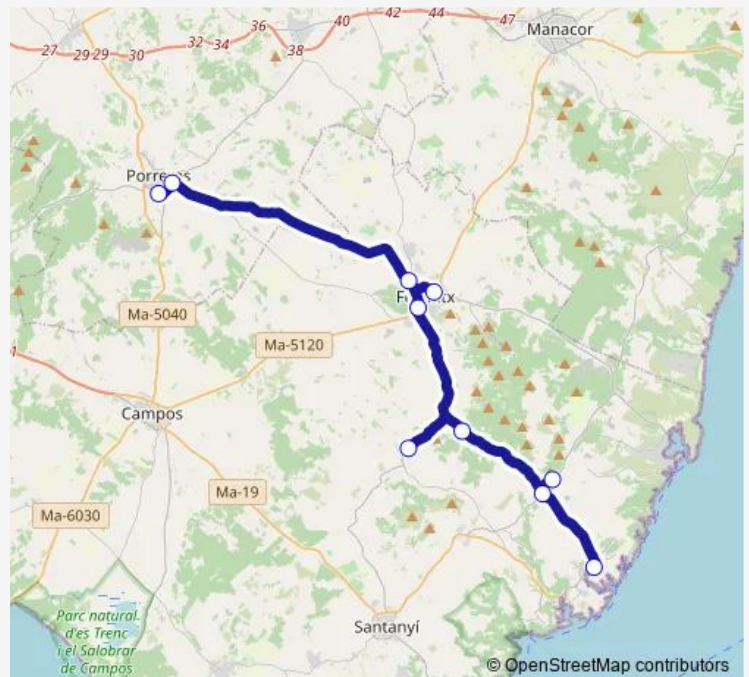 40 42 44 47
36
Manacor
27 29 29 30 32 34 38
Ma-5040
Ma-5120
Campos
Ma-19
Ma-6030
Parc natural
d'es Trenc
i el Salobrar
de Campos
Santanyí
© OpenStreetMap contributors